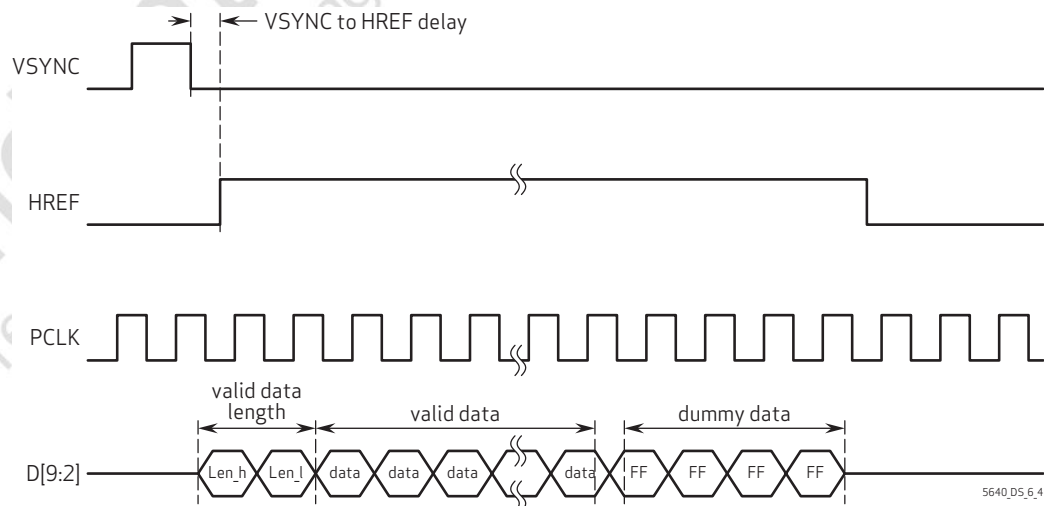 VSYNC to HREF delay
VSYNC
HREF
PCLK
valid data
length
valid data
dummy data
D[9:2]
Len_h
Len_l
data
data
data
data
FF
FF
FF
FF
5640_DS_6_4